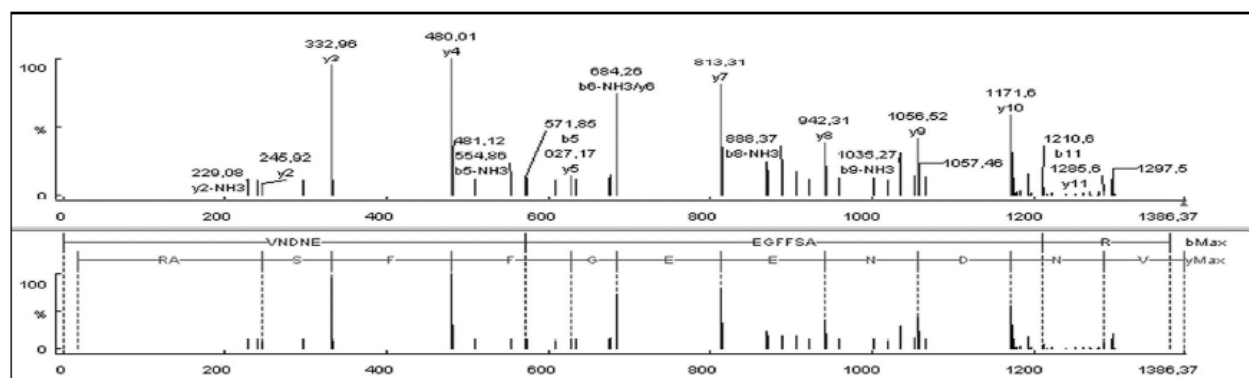 332,96
y3
480,01
y4
684,26
b6-NH3/y6
813,31
y7
1171,6
y10
1056,52
y9
942,31
y8
571,85
b5
481,12
554,86
b5-NH3
027,17
y5
888,37
b8-NH3
1035,27
b9-NH3
1057,46
1210,6
b11
1285,6
y11
1297,5
245,92
y2
229,08
y2-NH3
100
%
0
0 200 400 600 800 1000 1200 1386,37
VNDNE EGFFSA R bMax
RA S F F G E E N D N V yMax
100
%
0
0 200 400 600 800 1000 1200 1386,37